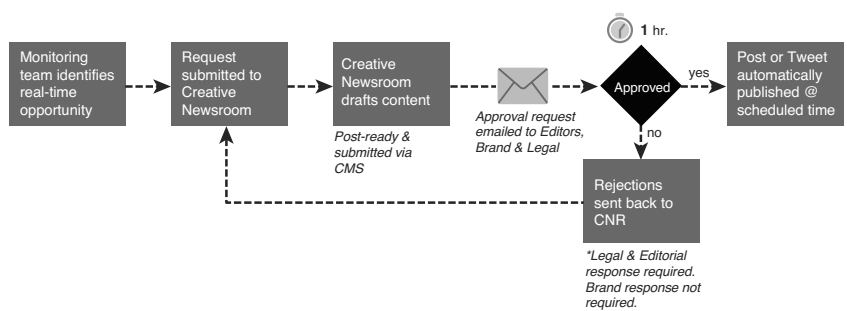 Monitoring
team identifies
real-time
opportunity
Request
submitted to
Creative
Newsroom
Creative
Newsroom
drafts content
Post-ready &
submitted via
CMS
Approval request
emailed to Editors,
Brand & Legal
1 hr.
Approved
yes
no
Post or Tweet
automatically
published @
scheduled time
Rejections
sent back to
CNR
*Legal & Editorial
response required.
Brand response not
required.